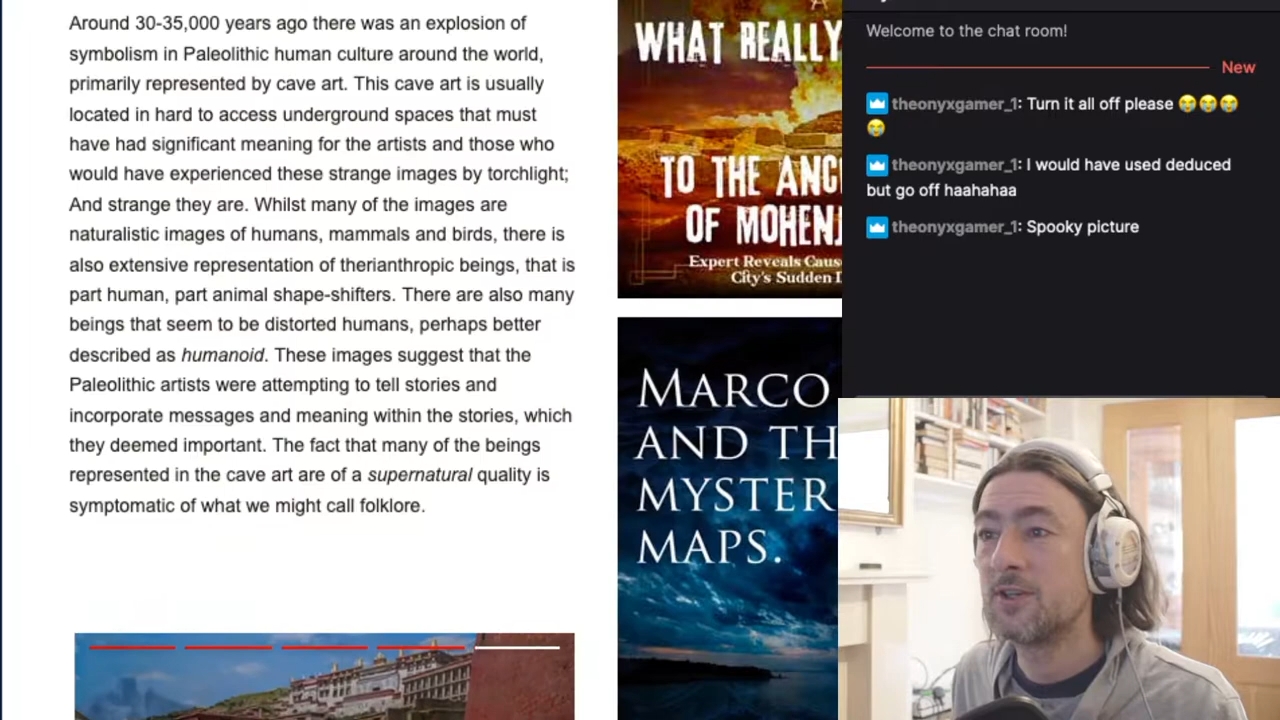 Around 30-35,000 years ago there was an explosion of
symbolism in Paleolithic human culture around the world,
primarily represented by cave art. This cave art is usually
located in hard to access underground spaces that must
have had significant meaning for the artists and those who
would have experienced these strange images by torchlight;
And strange they are. Whilst many of the images are
naturalistic images of humans, mammals and birds, there is
also extensive representation of therianthropic beings, that is
part human, part animal shape-shifters. There are also many
beings that seem to be distorted humans, perhaps better
described as humanoid. These images suggest that the
Paleolithic artists were attempting to tell stories and
incorporate messages and meaning within the stories, which
they deemed important. The fact that many of the beings
represented in the cave art are of a supernatural quality is
symptomatic of what we might call folklore.
WHAT REALLY
TO THE ANC
OF MOHENJ
Expert Reveals Caus
City's Sudden
MARCO
AND TH
MYSTER
MAPS.
Welcome to the chat room!
New
theonyxgamer_1: Turn it all off please 😭😭😭
😭
theonyxgamer_1: I would have used deduced
but go off haahahaa
theonyxgamer_1: Spooky picture